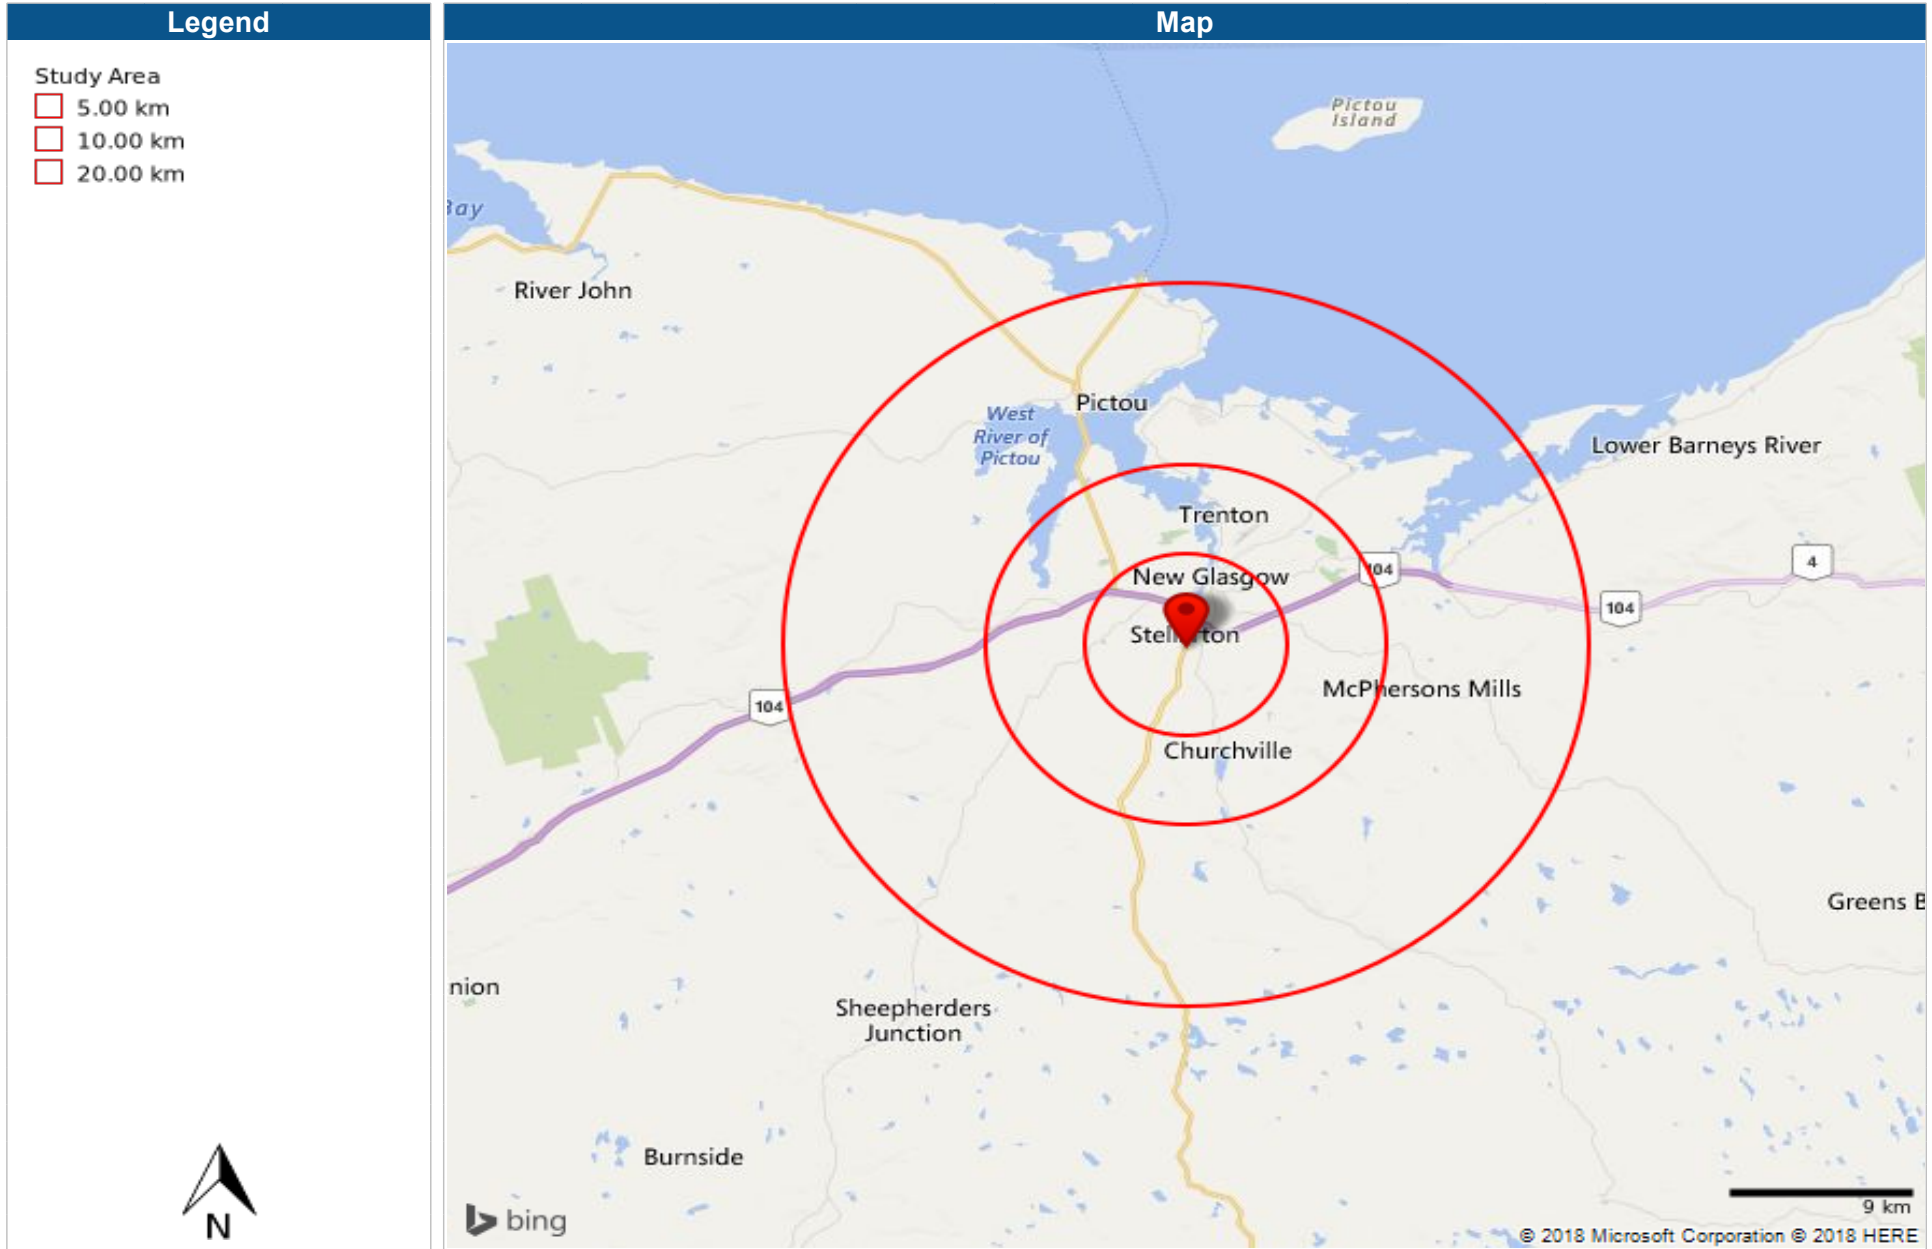 Legend
Map
Study Area
5.00 km
10.00 km
20.00 km
N
Pictou
Island
Bay
River John
Pictou
West
River of
Pictou
Lower Barneys River
Trenton
New Glasgow
104
4
104
Stellarton
McPhersons Mills
104
Churchville
Greens B
nion
Sheepherders
Junction
Burnside
bing
9 km
© 2018 Microsoft Corporation © 2018 HERE